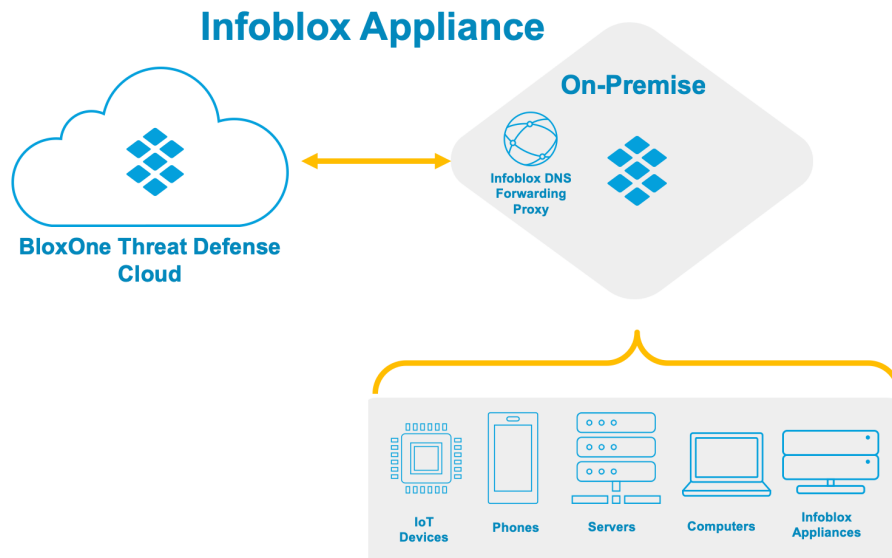 Infoblox Appliance
On-Premise
Infoblox DNS
Forwarding
Proxy
BloxOne Threat Defense
Cloud
IoT
Devices
Phones
Servers
Computers
Infoblox
Appliances